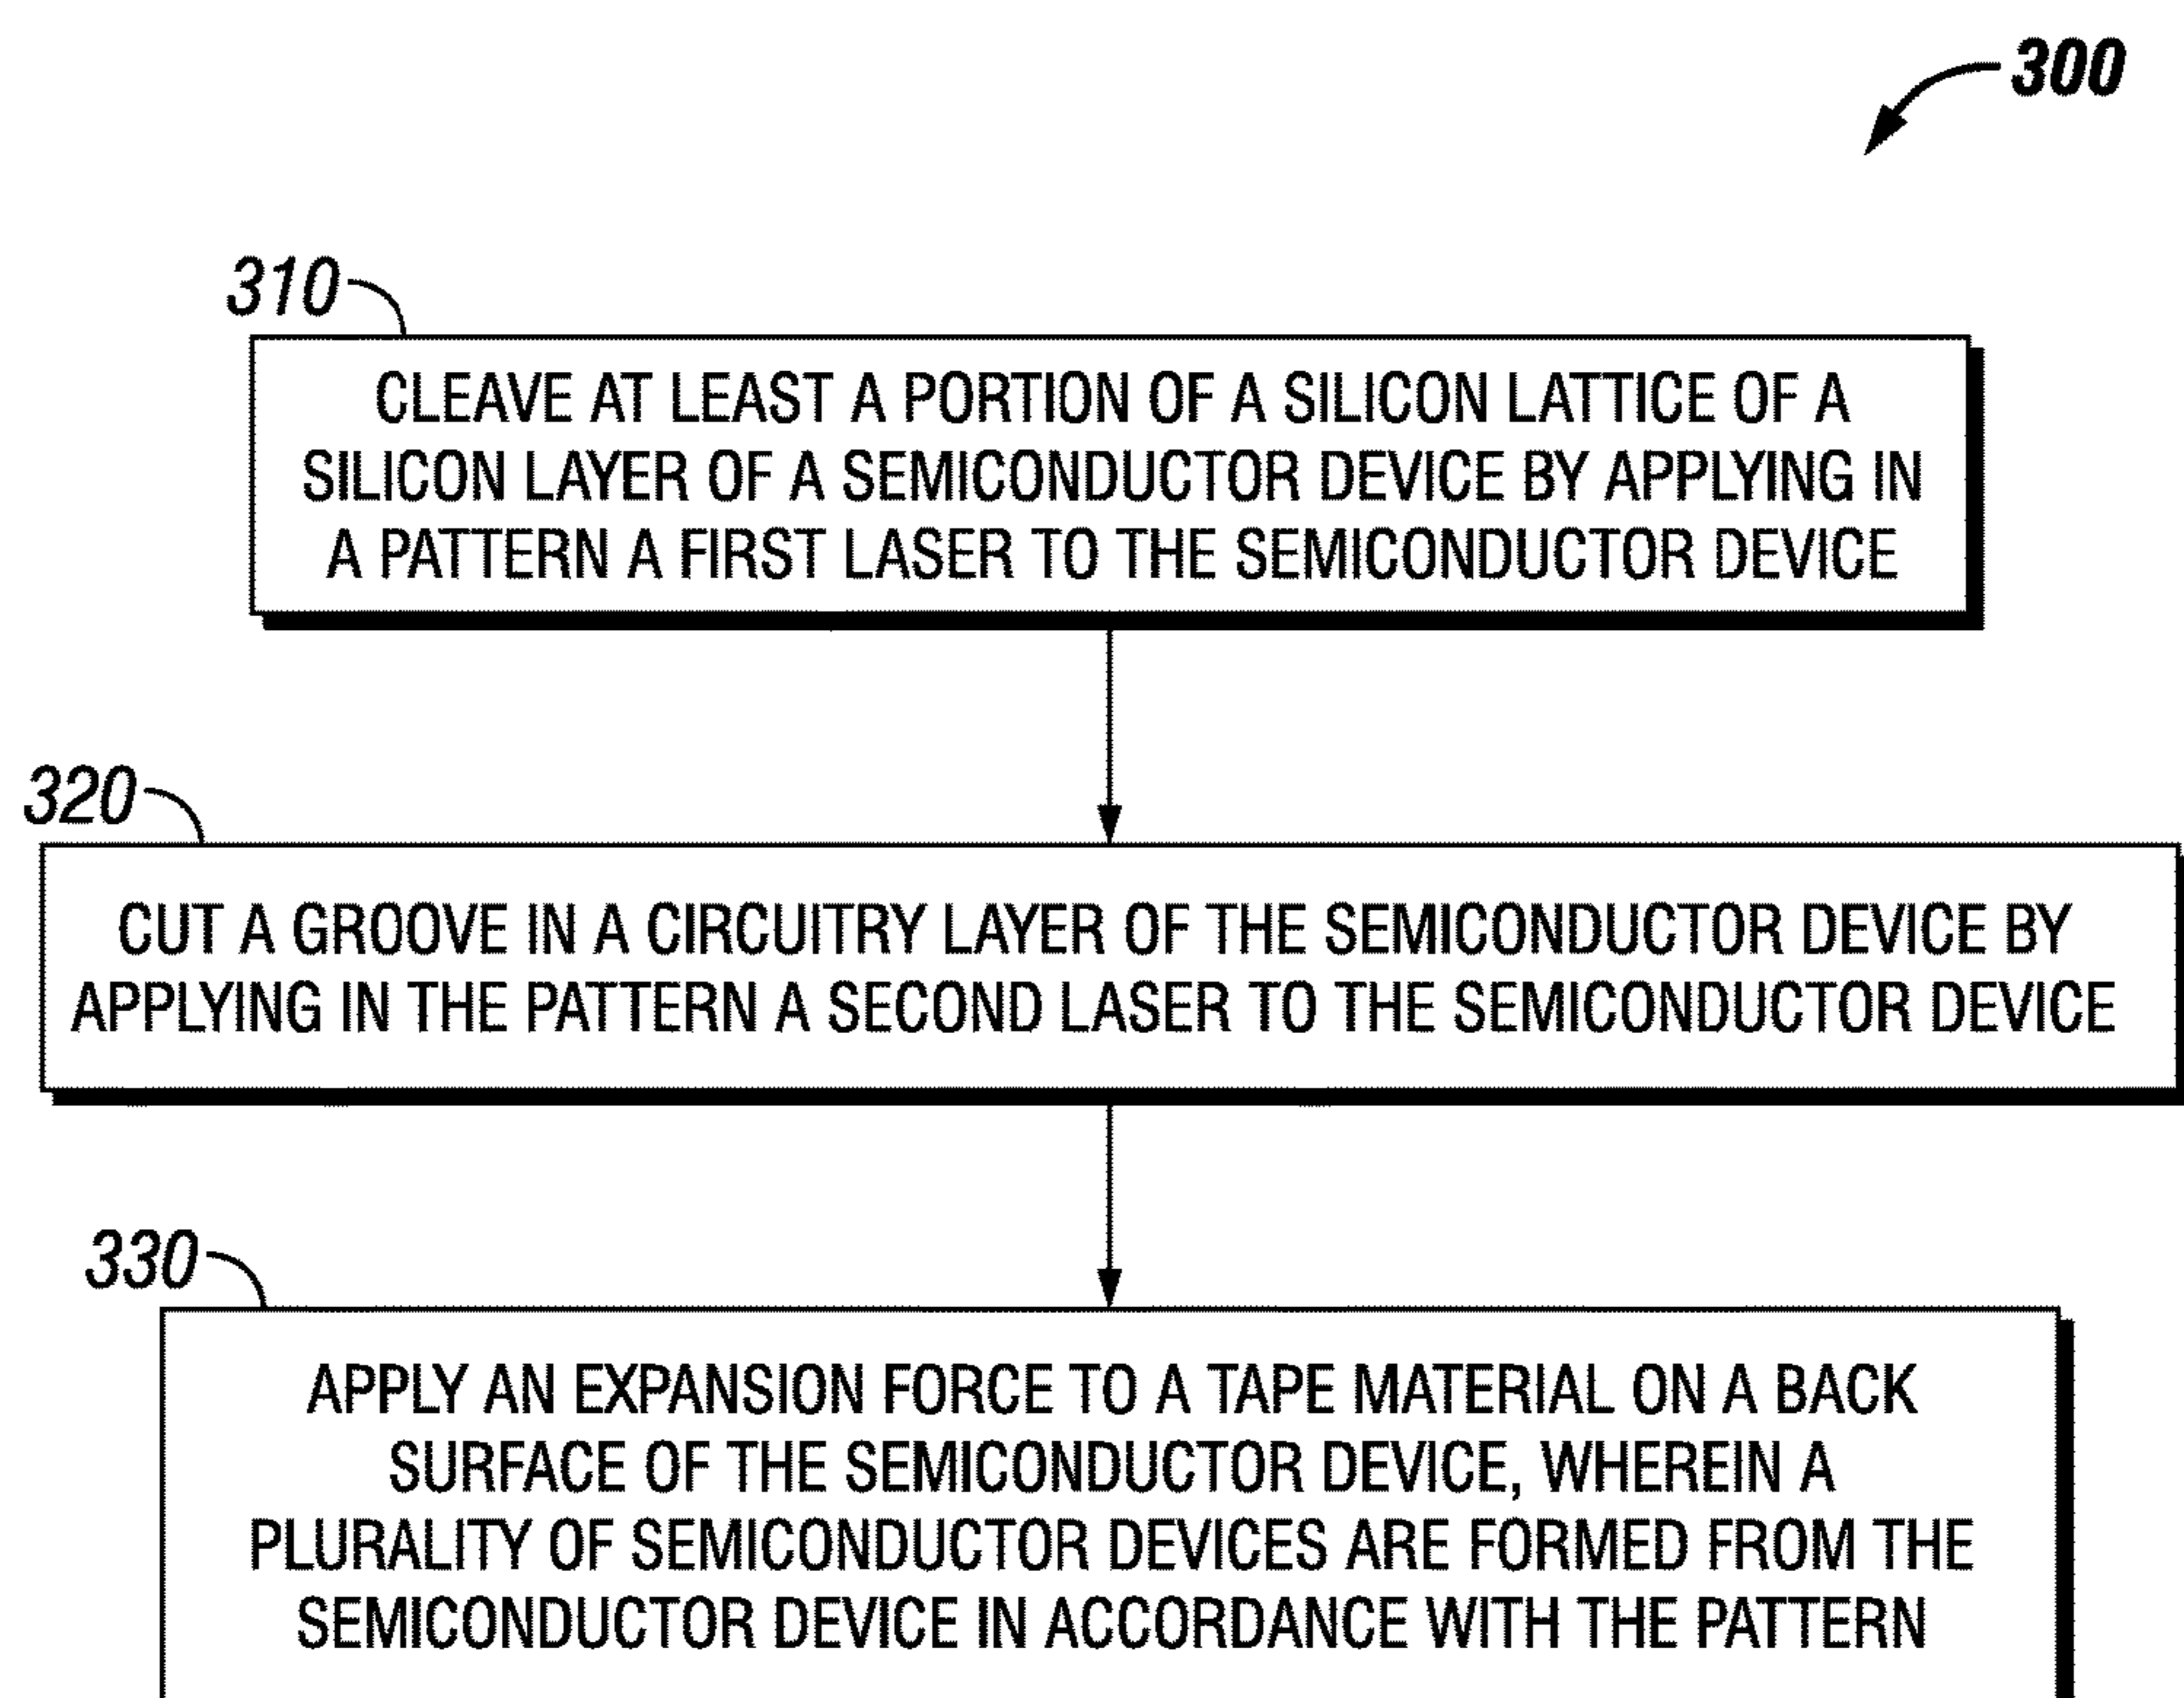 300
310
CLEAVE AT LEAST A PORTION OF A SILICON LATTICE OF A
SILICON LAYER OF A SEMICONDUCTOR DEVICE BY APPLYING IN
A PATTERN A FIRST LASER TO THE SEMICONDUCTOR DEVICE
320
CUT A GROOVE IN A CIRCUITRY LAYER OF THE SEMICONDUCTOR DEVICE BY
APPLYING IN THE PATTERN A SECOND LASER TO THE SEMICONDUCTOR DEVICE
330
APPLY AN EXPANSION FORCE TO A TAPE MATERIAL ON A BACK
SURFACE OF THE SEMICONDUCTOR DEVICE, WHEREIN A
PLURALITY OF SEMICONDUCTOR DEVICES ARE FORMED FROM THE
SEMICONDUCTOR DEVICE IN ACCORDANCE WITH THE PATTERN